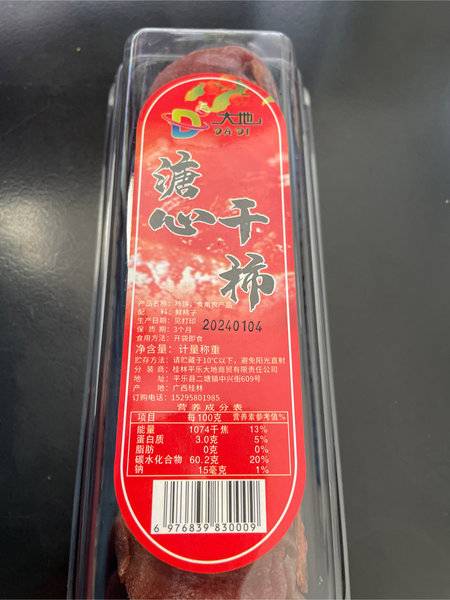 大地
DADI
溏心
干柿
产品名称：柿饼、食用农产品
配 料：鲜柿子
生产日期：见打印
20240104
保 质 期：3个月
食用方法：开袋即食
净含量：计量称重
贮存方法：请贮藏于10℃以下，避免阳光直射
分 装 商：桂林平乐大地商贸有限责任公司
地 址：平乐县二塘镇中兴街609号
产 地：广西桂林
订购电话：15295801985
营养成分表
项目 每100克 营养素参考值%
能量 1074千焦 13%
蛋白质 3.0克 5%
脂肪 0克 0%
碳水化合物 60.2克 20%
钠 15毫克 1%
6 976839 830009